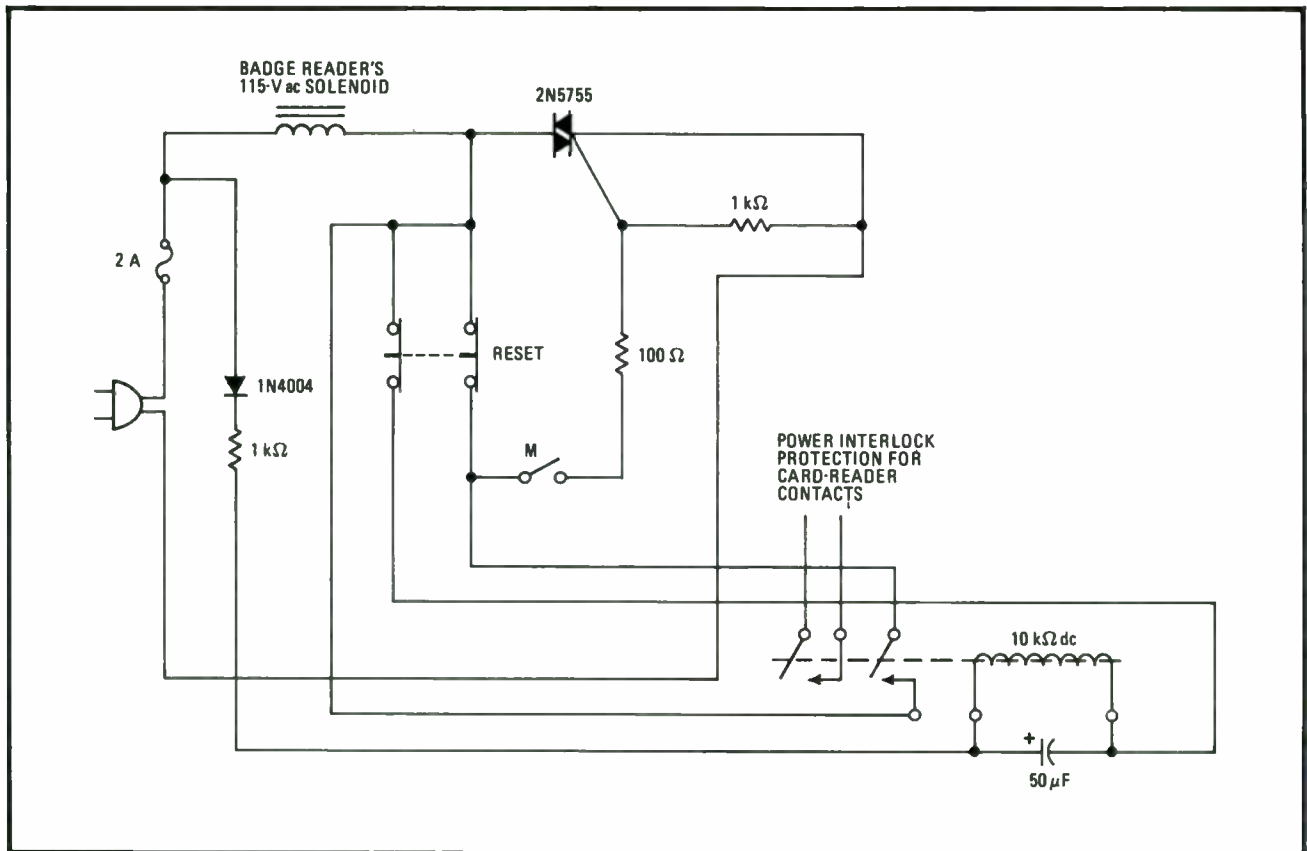 BADGE READER'S
115-V ac SOLENOID
2N5755
1 kΩ
2 A
RESET
100 Ω
1N4004
1 kΩ
M
POWER INTERLOCK
PROTECTION FOR
CARD-READER
CONTACTS
10 kΩ dc
+
50 μF